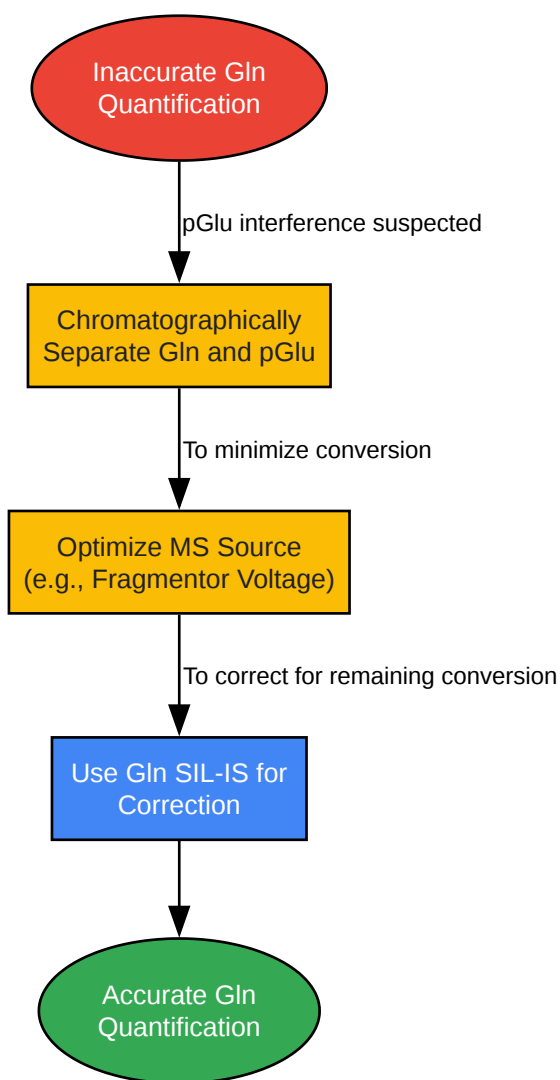 Inaccurate Gln
Quantification
pGlu interference suspected
Chromatographically
Separate Gln and pGlu
To minimize conversion
Optimize MS Source
(e.g., Fragmentor Voltage)
To correct for remaining conversion
Use Gln SIL-IS for
Correction
Accurate Gln
Quantification